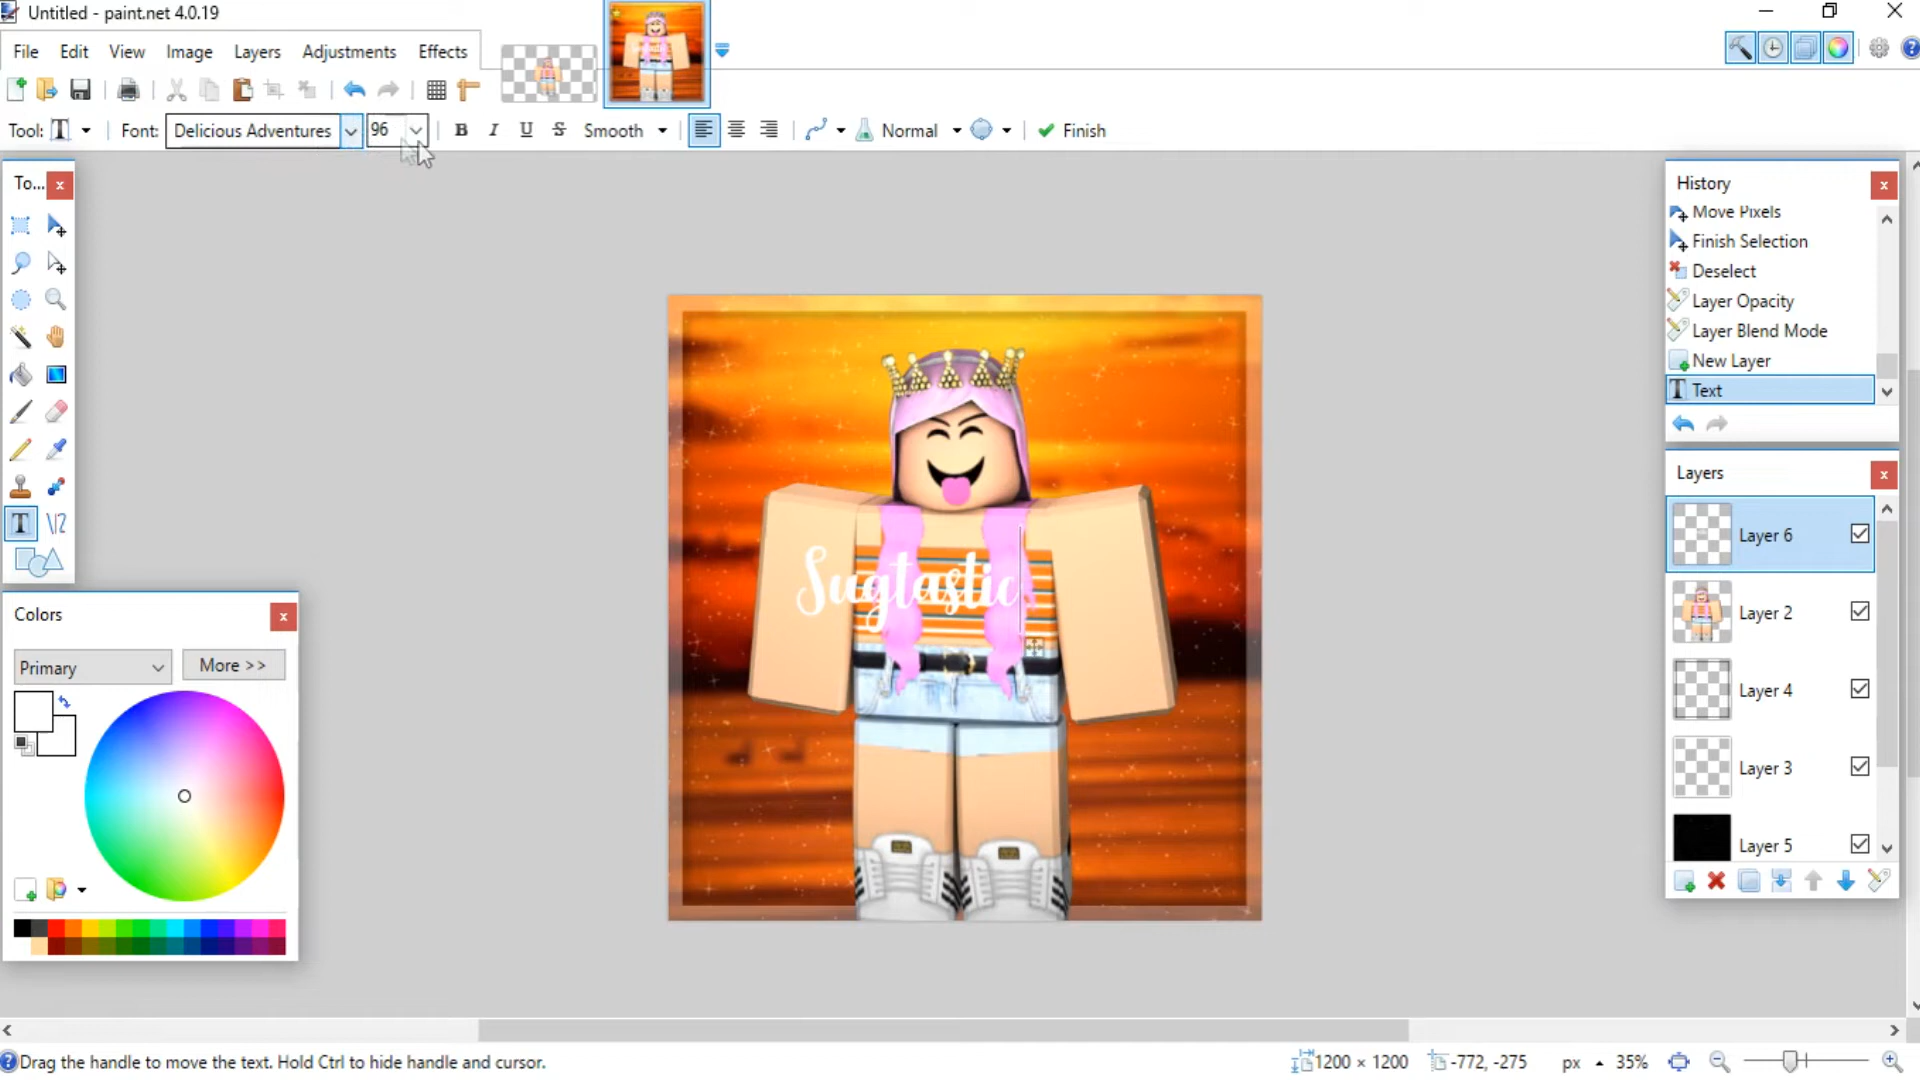 Untitled - paint.net 4.0.19
File Edit View Image Layers Adjustments Effects
Tool: T Font: Delicious Adventures 96 B I U S Smooth Normal Finish
To... x
History x
Move Pixels
Finish Selection
Deselect
Layer Opacity
Layer Blend Mode
New Layer
T Text
Layers x
Layer 6
Layer 2
Layer 4
Layer 3
Layer 5
Sugtastic
Colors x
Primary More >>
Drag the handle to move the text. Hold Ctrl to hide handle and cursor. 1200 × 1200 -772, -275 px 35%